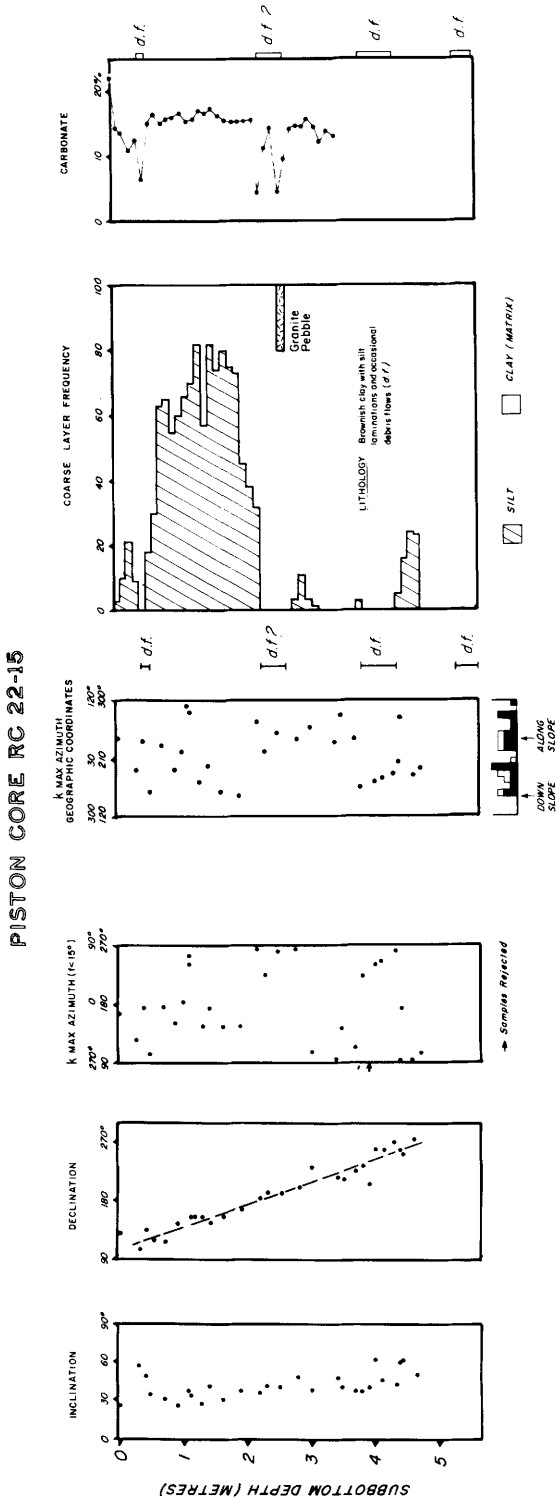 PISTON CORE RC 22-15
SUBBOTTOM DEPTH (METRES)
0
1
2
3
4
5
INCLINATION
0
30
60
90°
DECLINATION
90
180
270°
k MAX AZIMUTH (f<15°)
270° 0 90°
90 180 270°
→ Samples Rejected
k MAX AZIMUTH
GEOGRAPHIC COORDINATES
300 30 120°
120 210 300°
DOWN
SLOPE
ALONG
SLOPE
d.f.
d.f.?
d.f.
d.f.
COARSE LAYER FREQUENCY
0
20
40
60
80
100
Granite
Pebble
LITHOLOGY Brownish clay with silt
laminations and occasional
debris flows (d.f.)
SILT
CLAY (MATRIX)
CARBONATE
0
10
20%
d.f.
d.f.?
d.f.
d.f.